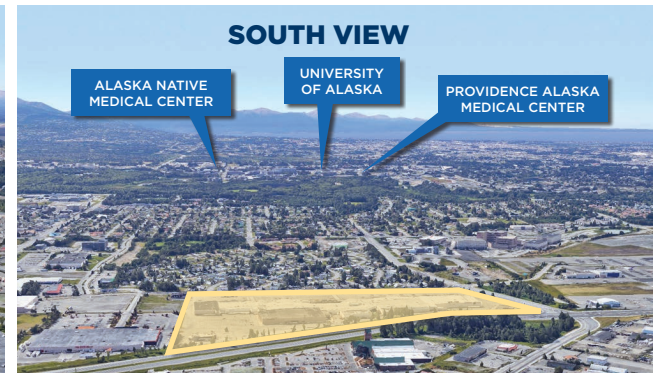 SOUTH VIEW
ALASKA NATIVE
MEDICAL CENTER
UNIVERSITY
OF ALASKA
PROVIDENCE ALASKA
MEDICAL CENTER